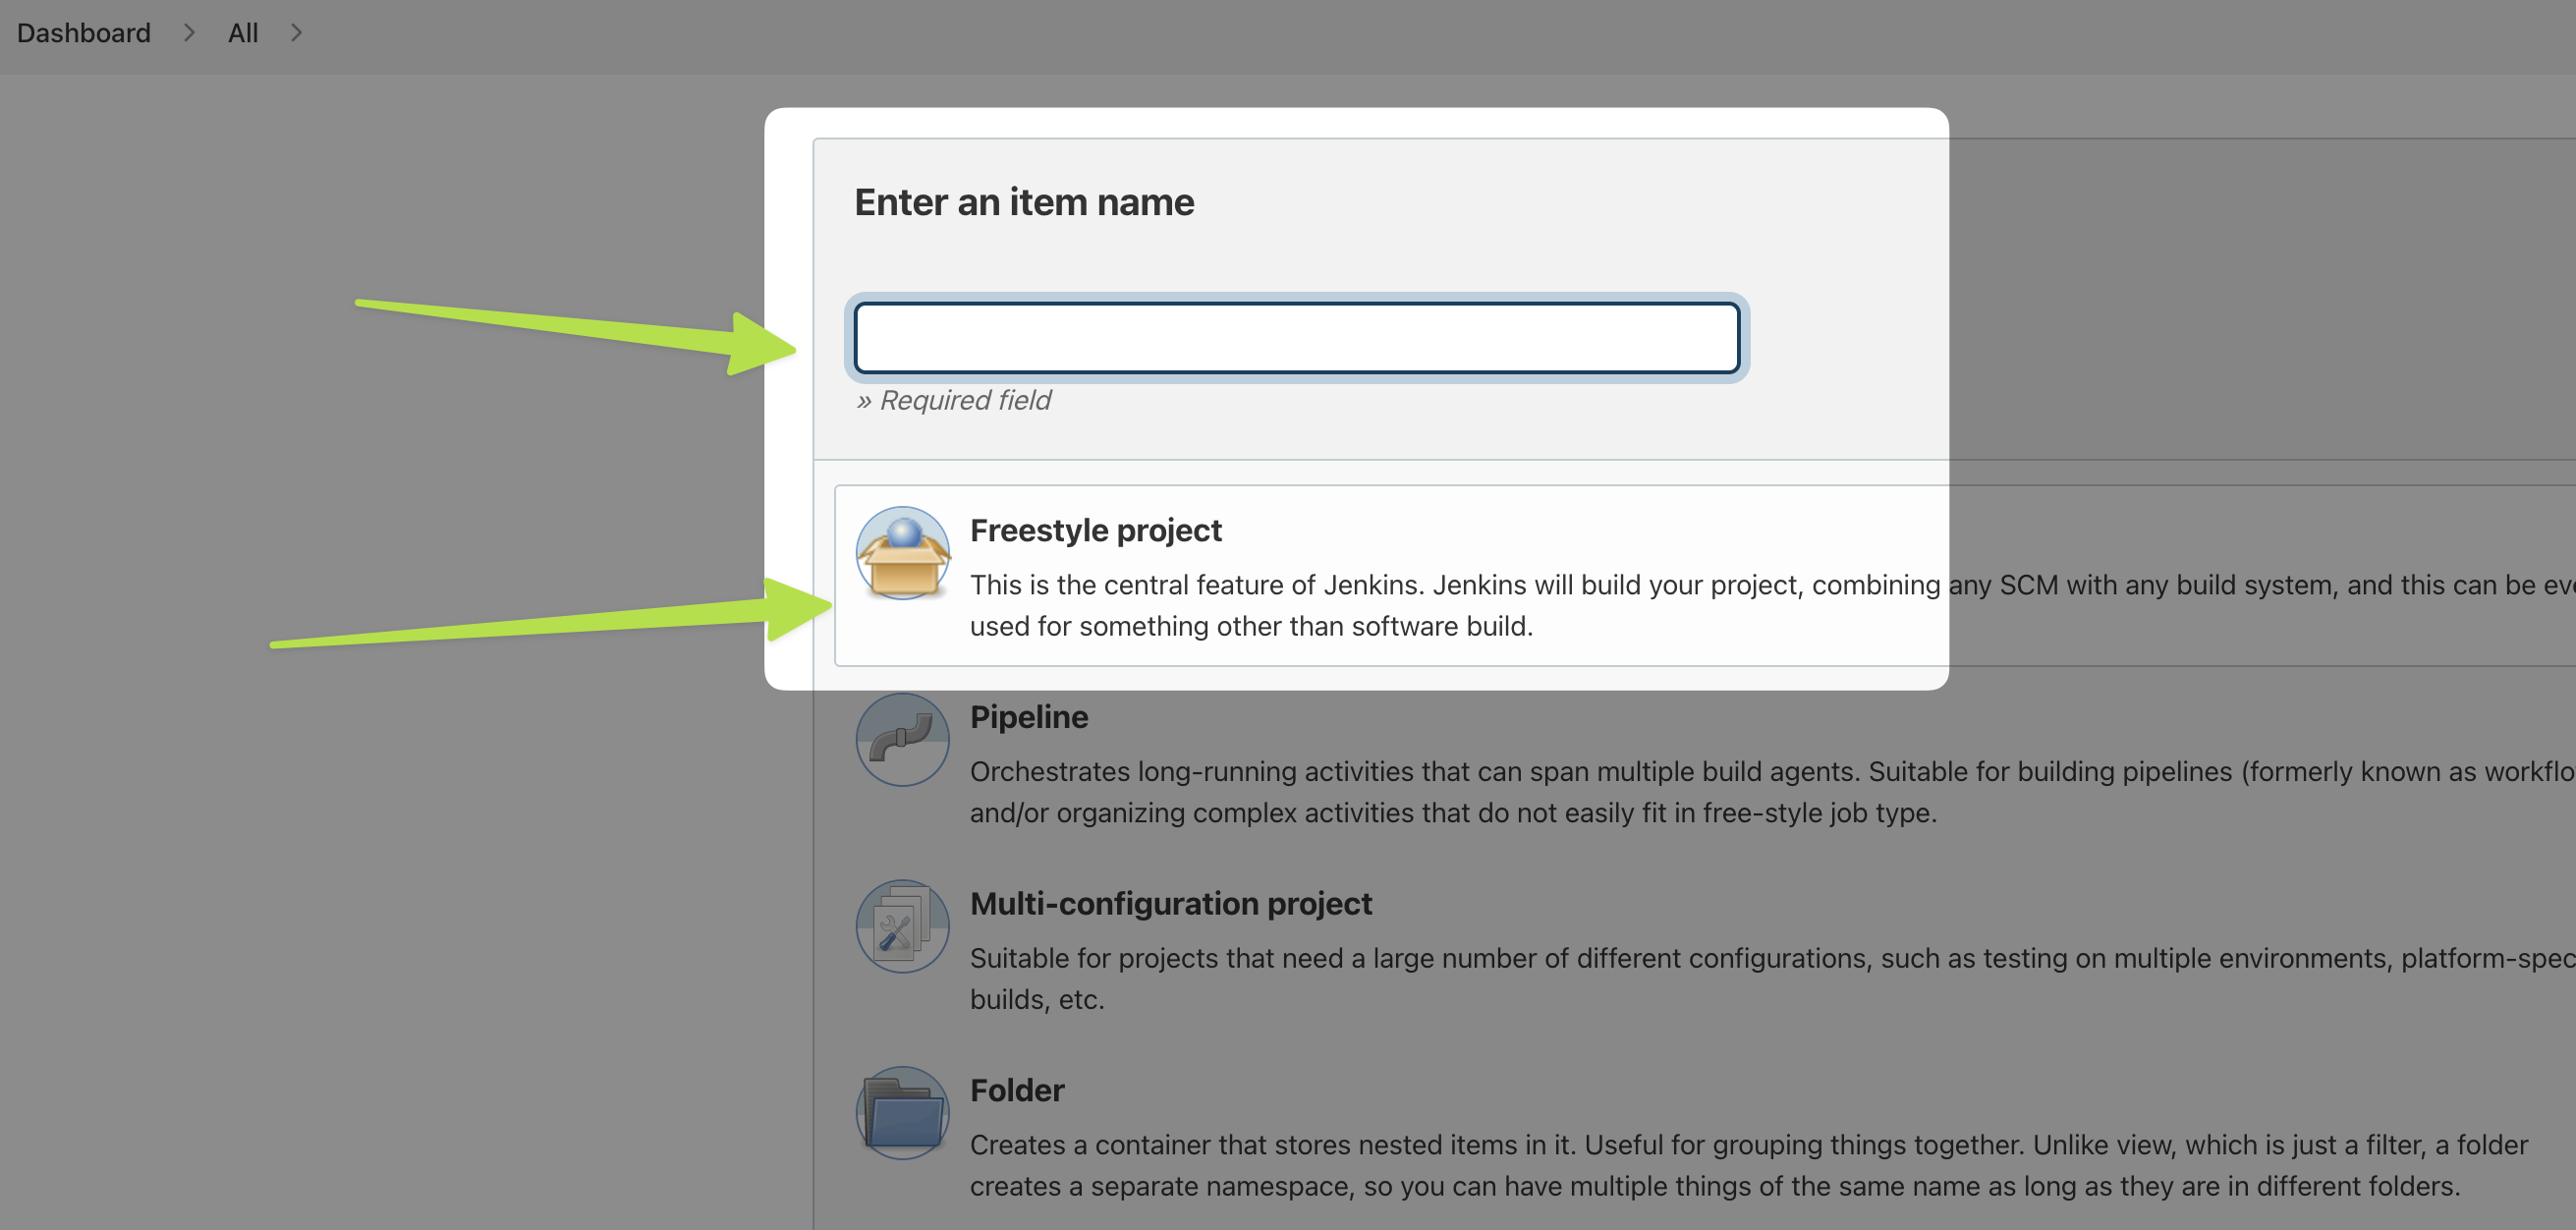 Dashboard > All >
Enter an item name
» Required field
Freestyle project
This is the central feature of Jenkins. Jenkins will build your project, combining any SCM with any build system, and this can be
used for something other than software build.
Pipeline
Orchestrates long-running activities that can span multiple build agents. Suitable for building pipelines (formerly known as
and/or organizing complex activities that do not easily fit in free-style job type.
Multi-configuration project
Suitable for projects that need a large number of different configurations, such as testing on multiple environments,
builds, etc.
Folder
Creates a container that stores nested items in it. Useful for grouping things together. Unlike view, which is just a filter, a folder
creates a separate namespace, so you can have multiple things of the same name as long as they are in different folders.